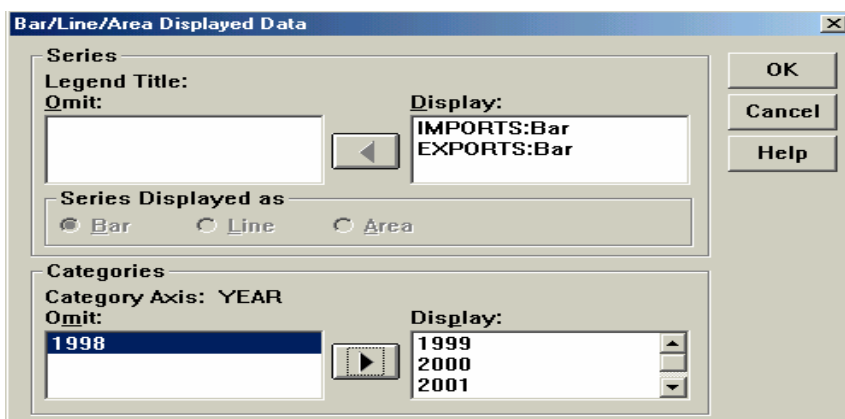 Bar/Line/Area Displayed Data
Series
Legend Title:
Omit:
Display:
IMPORTS:Bar
EXPORTS:Bar
Series Displayed as
Bar Line Area
Categories
Category Axis: YEAR
Omit:
Display:
1998
1999
2000
2001
OK
Cancel
Help